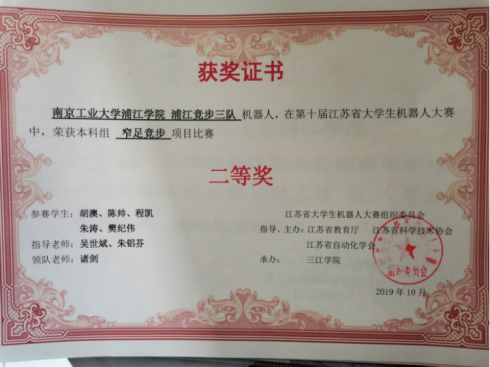 获奖证书
南京工业大学浦江学院 浦江竞步三队 机器人，在第十届江苏省大学生机器人大赛
中，荣获本科组 窄足竞步 项目比赛
二等奖
参赛学生：胡澳、陈帅、程凯
朱涛、樊纪伟
指导老师：吴世斌、朱铝芬
领队老师：诸剑
江苏省大学生机器人大赛组织委员会
指导、主办：江苏省教育厅 江苏省科学技术协会
江苏省自动化学会
承办：三江学院
组织委员会
2019 年 10 月